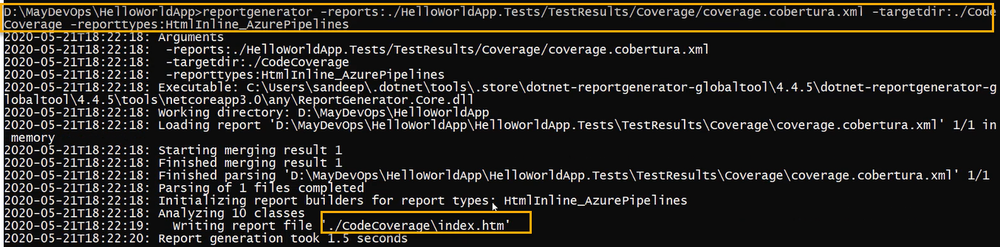 D:\MayDevOps\HelloWorldApp>reportgenerator -reports:./HelloWorldApp.Tests/TestResults/Coverage/coverage.cobertura.xml -targetdir:./Code
Coverage -reporttypes:HtmlInline_AzurePipelines
2020-05-21T18:22:18: Arguments
2020-05-21T18:22:18:  -reports:./HelloWorldApp.Tests/TestResults/Coverage/coverage.cobertura.xml
2020-05-21T18:22:18:  -targetdir:./CodeCoverage
2020-05-21T18:22:18:  -reporttypes:HtmlInline_AzurePipelines
2020-05-21T18:22:18: Executable: C:\Users\sandeep\.dotnet\tools\.store\dotnet-reportgenerator-globaltool\4.4.5\dotnet-reportgenerator-g
lobaltool\4.4.5\tools\netcoreapp3.0\any\ReportGenerator.Core.dll
2020-05-21T18:22:18: Working directory: D:\MayDevOps\HelloWorldApp
2020-05-21T18:22:18: Loading report 'D:\MayDevOps\HelloWorldApp\HelloWorldApp.Tests\TestResults\Coverage\coverage.cobertura.xml' 1/1 in
 memory
2020-05-21T18:22:18: Starting merging result 1
2020-05-21T18:22:18: Finished merging result 1
2020-05-21T18:22:18: Finished parsing 'D:\MayDevOps\HelloWorldApp\HelloWorldApp.Tests\TestResults\Coverage\coverage.cobertura.xml' 1/1
2020-05-21T18:22:18: Parsing of 1 files completed
2020-05-21T18:22:18: Initializing report builders for report types: HtmlInline_AzurePipelines
2020-05-21T18:22:18: Analyzing 10 classes
2020-05-21T18:22:19:   Writing report file './CodeCoverage\index.htm'
2020-05-21T18:22:20: Report generation took 1.5 seconds